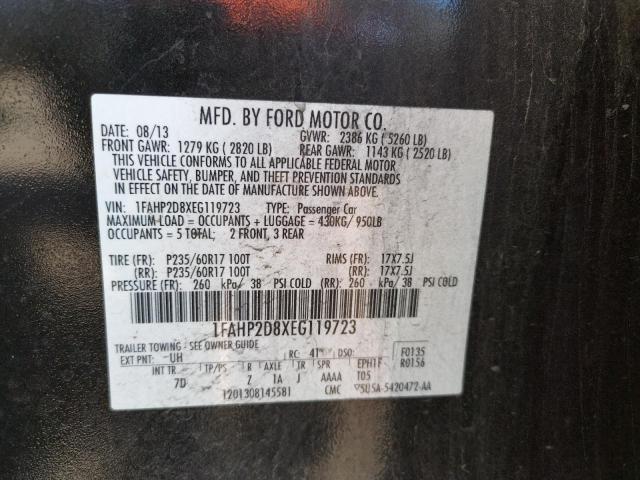 MFD. BY FORD MOTOR CO.
DATE: 08/13 GVWR: 2386 KG ( 5260 LB)
FRONT GAWR: 1279 KG ( 2820 LB) REAR GAWR: 1143 KG ( 2520 LB)
THIS VEHICLE CONFORMS TO ALL APPLICABLE FEDERAL MOTOR
VEHICLE SAFETY, BUMPER, AND THEFT PREVENTION STANDARDS
IN EFFECT ON THE DATE OF MANUFACTURE SHOWN ABOVE.
VIN: 1FAHP2D8XEG119723 TYPE: Passenger Car
MAXIMUM LOAD = OCCUPANTS + LUGGAGE = 430KG/ 950LB
OCCUPANTS = 5 TOTAL: 2 FRONT, 3 REAR
TIRE (FR): P235/60R17 100T RIMS (FR): 17X7.5J
(RR): P235/60R17 100T (RR): 17X7.5J
PRESSURE (FR): 260 kPa/ 38 PSI COLD (RR): 260 kPa/ 38 PSI COLD
1FAHP2D8XEG119723
TRAILER TOWING - SEE OWNER GUIDE
EXT PNT: UH RC: 41 DSO: F0135
INT TR TP/PS R AXLE TR SPR EPH1F R0156
7D Z 1A J AAAA T05
1201308145581 CMC 5U5A-5420472-AA